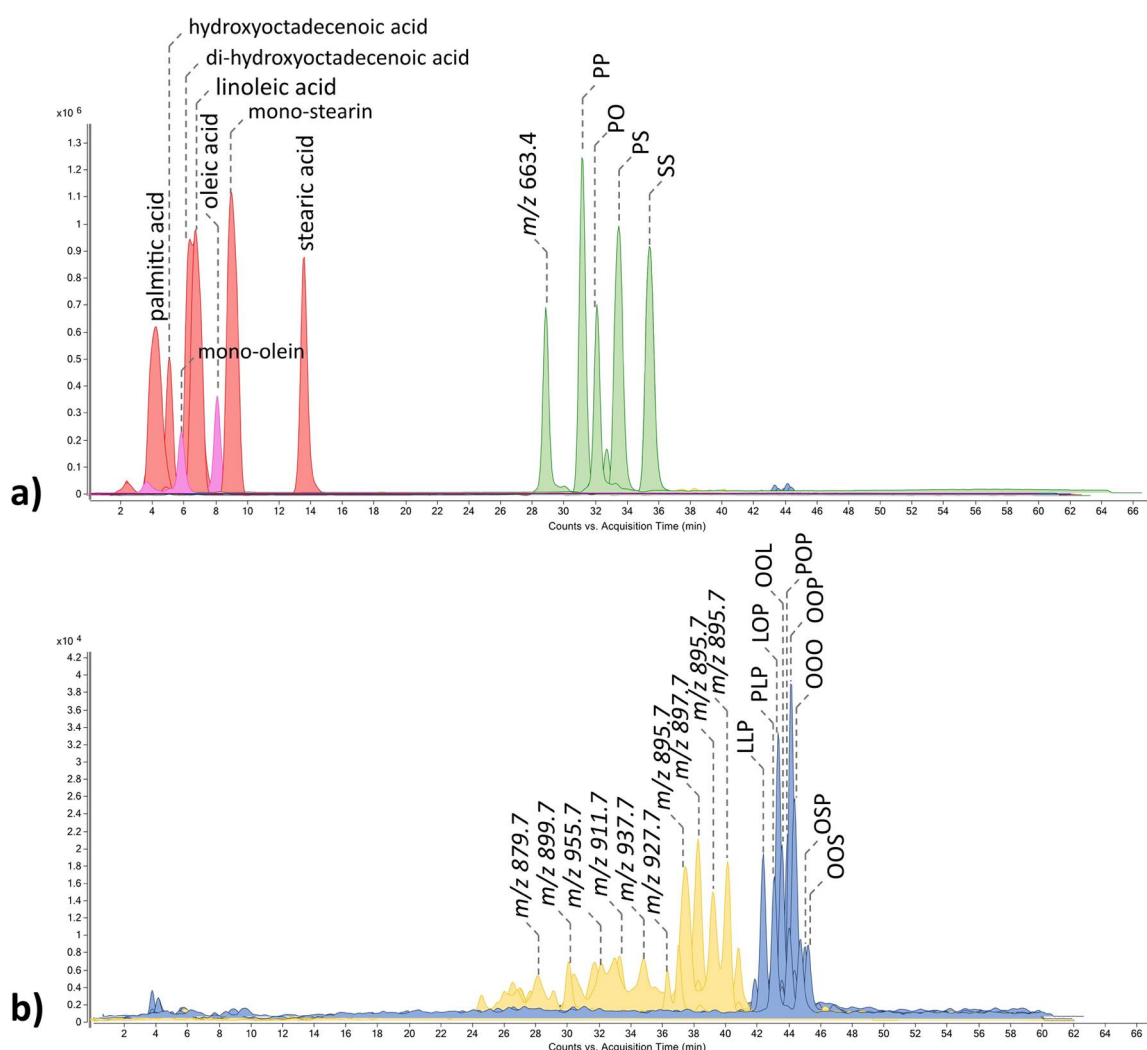 hydroxyoctadecenoic acid
di-hydroxyoctadecenoic acid
linoleic acid
mono-stearin
oleic acid
palmitic acid
mono-olein
stearic acid
m/z 663.4
PP
PO
PS
SS
x10 6
1.3
1.2
1.1
1
0.9
0.8
0.7
0.6
0.5
0.4
0.3
0.2
0.1
0
a)
2 4 6 8 10 12 14 16 18 20 22 24 26 28 30 32 34 36 38 40 42 44 46 48 50 52 54 56 58 60 62 64 66
Counts vs. Acquisition Time (min)
m/z 879.7
m/z 899.7
m/z 955.7
m/z 911.7
m/z 937.7
m/z 927.7
m/z 895.7
m/z 897.7
m/z 895.7
m/z 895.7
LLP
PLP
LOP
OOL
POP
OOP
OOO
OSP
OOS
x10 4
4.2
4
3.8
3.6
3.4
3.2
3
2.8
2.6
2.4
2.2
2
1.8
1.6
1.4
1.2
1
0.8
0.6
0.4
0.2
0
b)
2 4 6 8 10 12 14 16 18 20 22 24 26 28 30 32 34 36 38 40 42 44 46 48 50 52 54 56 58 60 62 64 66
Counts vs. Acquisition Time (min)